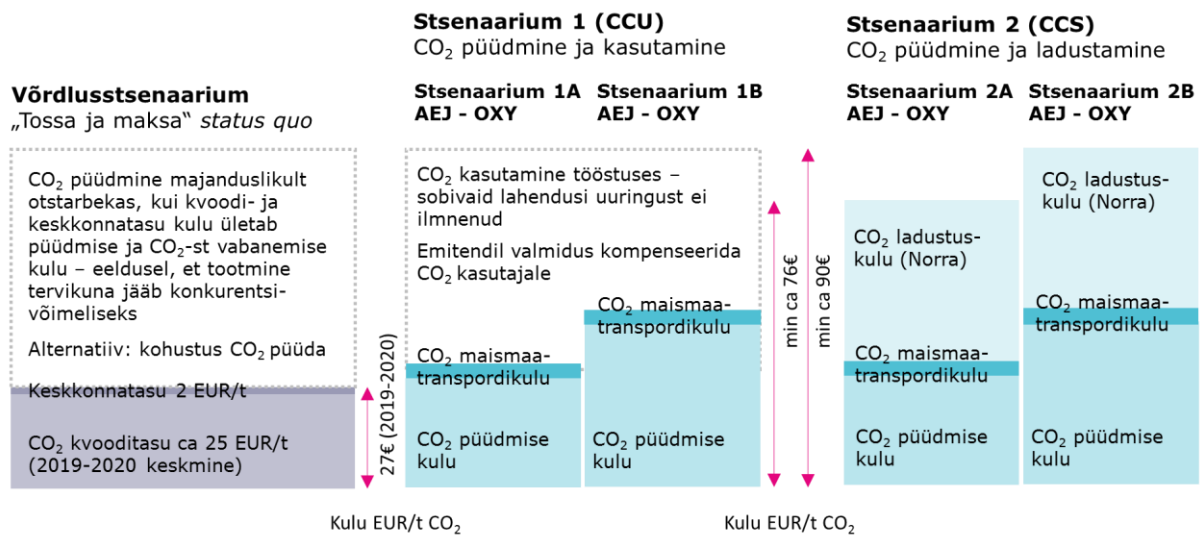 Võrdlusstsenaarium
„Tossa ja maksa“ status quo
CO₂ püüdmine majanduslikult
otstarbekas, kui kvoodi- ja
keskkonnatasu kulu ületab
püüdmise ja CO₂-st vabanemise
kulu – eeldusel, et tootmine
tervikuna jääb konkurentsi-
võimeliseks
Alternatiiv: kohustus CO₂ püüda
Keskkonnatasu 2 EUR/t
CO₂ kvooditasu ca 25 EUR/t
(2019-2020 keskmine)
27€ (2019-2020)
Stsenaarium 1 (CCU)
CO₂ püüdmine ja kasutamine
Stsenaarium 1A
AEJ - OXY
Stsenaarium 1B
AEJ - OXY
CO₂ kasutamine tööstuses –
sobivaid lahendusi uuringust ei
ilmnenud
Emitendil valmidus kompenseerida
CO₂ kasutajale
CO₂ maismaa-
transpordikulu
CO₂ maismaa-
transpordikulu
CO₂ püüdmise
kulu
CO₂ püüdmise
kulu
min ca 76€
min ca 90€
Stsenaarium 2 (CCS)
CO₂ püüdmine ja ladustamine
Stsenaarium 2A
AEJ - OXY
Stsenaarium 2B
AEJ - OXY
CO₂ ladustus-
kulu (Norra)
CO₂ ladustus-
kulu (Norra)
CO₂ maismaa-
transpordikulu
CO₂ maismaa-
transpordikulu
CO₂ püüdmise
kulu
CO₂ püüdmise
kulu
Kulu EUR/t CO₂
Kulu EUR/t CO₂